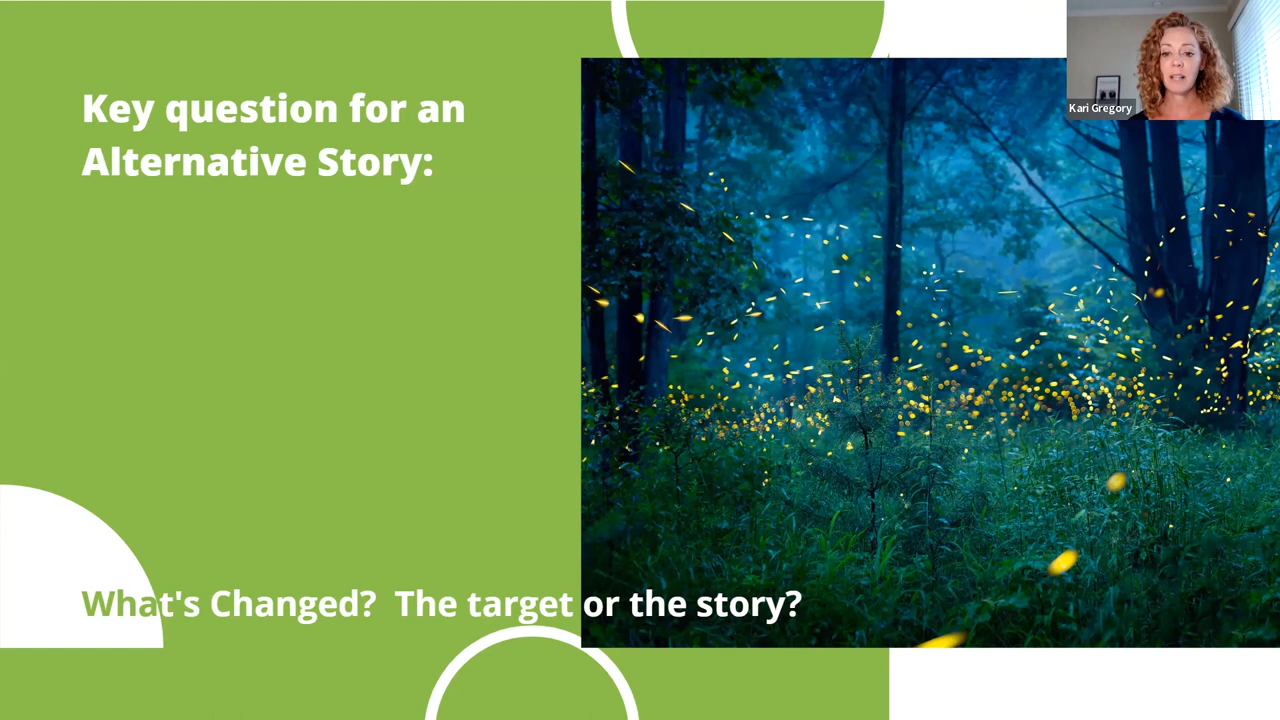 Key question for an
Alternative Story:
Kari Gregory
What's Changed?  The target or the story?